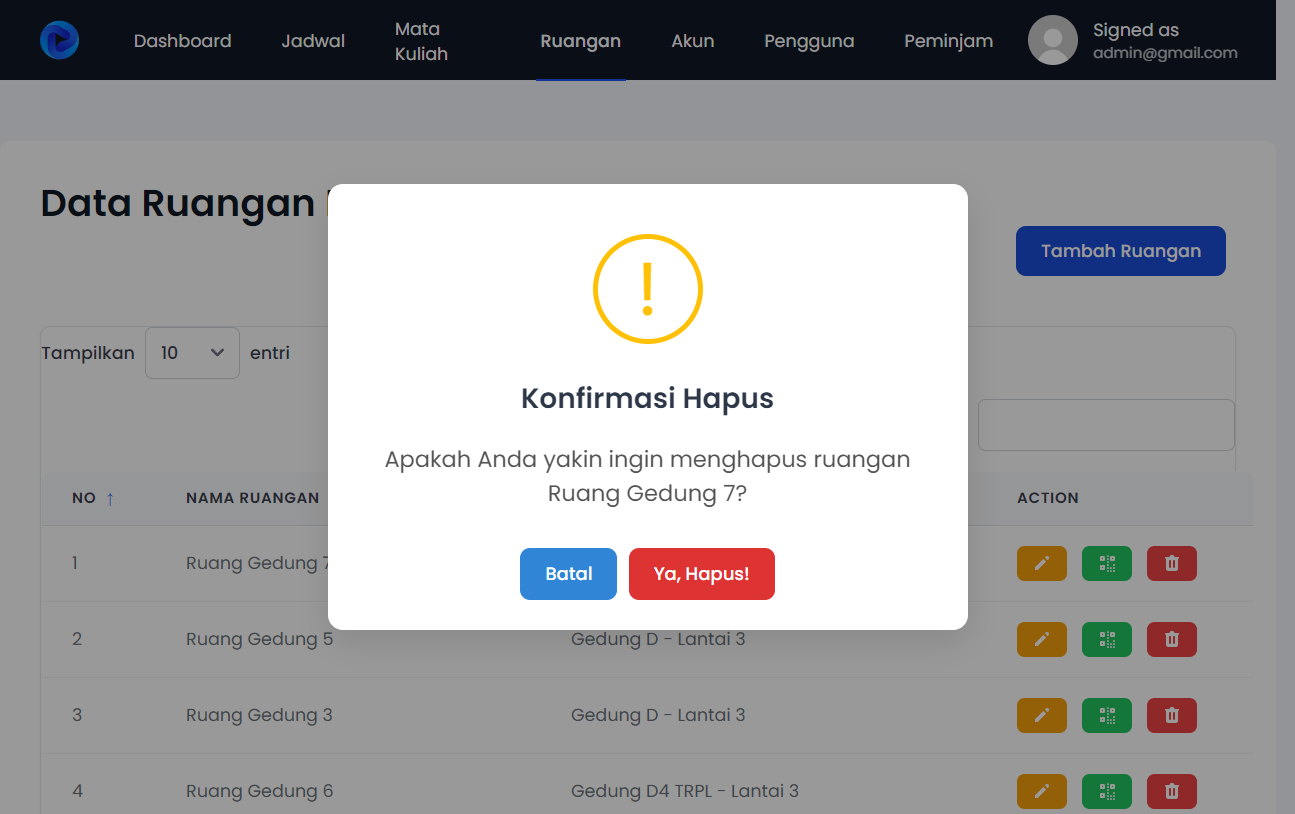 Dashboard
Jadwal
Mata
Kuliah
Ruangan
Akun
Pengguna
Peminjam
Signed as
admin@gmail.com
Data Ruangan
Tambah Ruangan
Tampilkan 10 entri
!
Konfirmasi Hapus
Apakah Anda yakin ingin menghapus ruangan
Ruang Gedung 7?
Batal
Ya, Hapus!
NO ↑ NAMA RUANGAN ACTION
1 Ruang Gedung 7
2 Ruang Gedung 5 Gedung D - Lantai 3
3 Ruang Gedung 3 Gedung D - Lantai 3
4 Ruang Gedung 6 Gedung D4 TRPL - Lantai 3